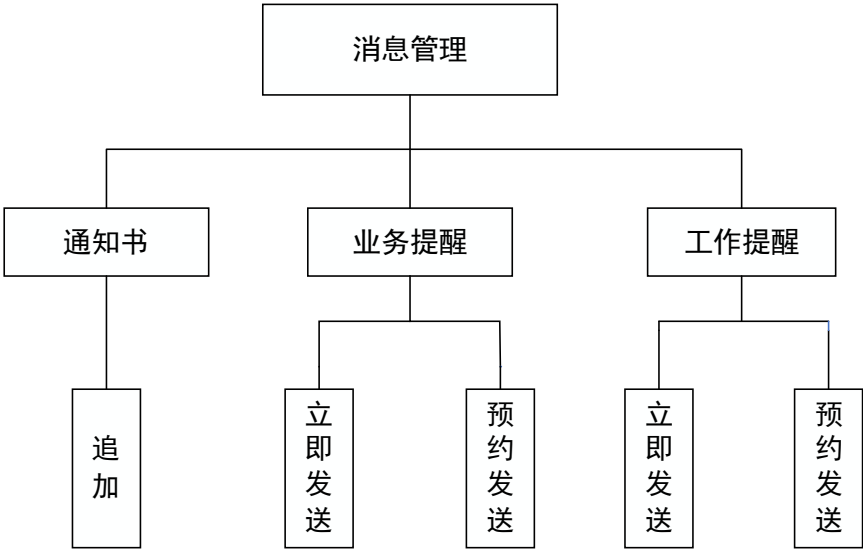 消息管理
通知书
业务提醒
工作提醒
追加
立即发送
预约发送
立即发送
预约发送